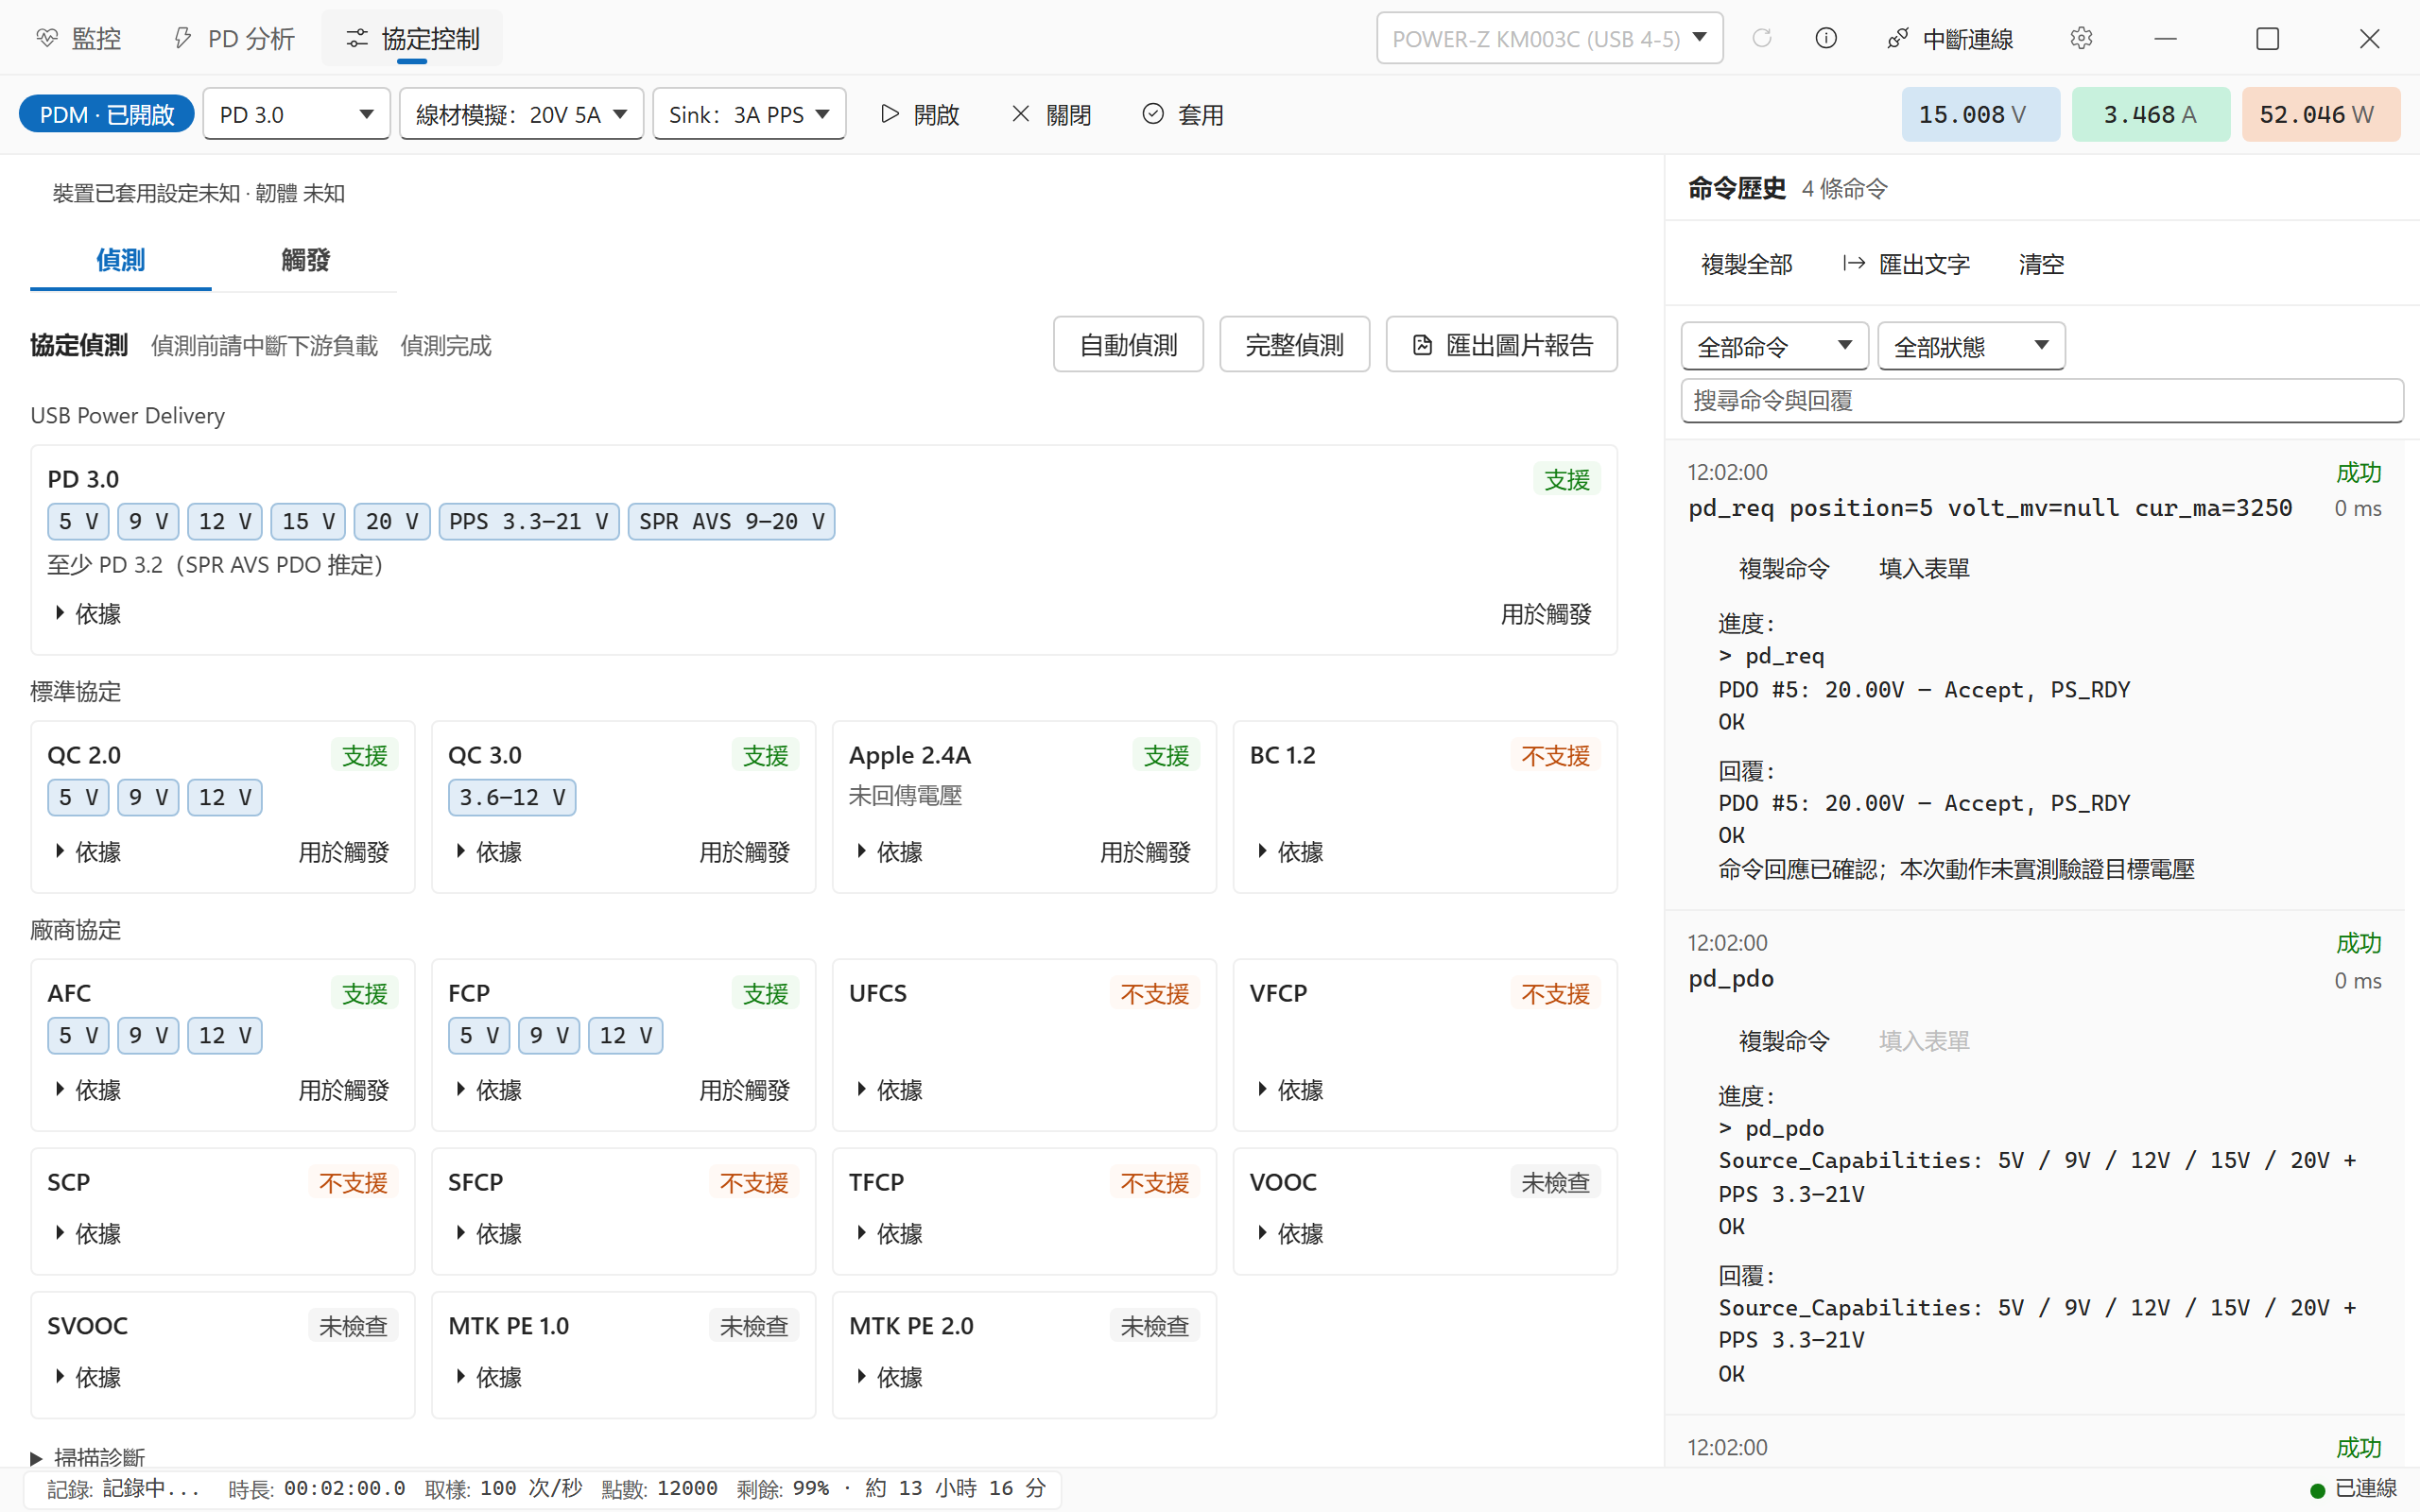 監控 PD 分析 協定控制 POWER-Z KM003C (USB 4-5) 中斷連線
PDM · 已開啟 PD 3.0 線材模擬：20V 5A Sink：3A PPS 開啟 關閉 套用 15.008 V 3.468 A 52.046 W
裝置已套用設定未知 · 韌體 未知
偵測 觸發
協定偵測 偵測前請中斷下游負載 偵測完成 自動偵測 完整偵測 匯出圖片報告
USB Power Delivery
PD 3.0 支援
5 V 9 V 12 V 15 V 20 V PPS 3.3–21 V SPR AVS 9–20 V
至少 PD 3.2（SPR AVS PDO 推定）
依據 用於觸發
標準協定
QC 2.0 支援 QC 3.0 支援 Apple 2.4A 支援 BC 1.2 不支援
5 V 9 V 12 V 3.6–12 V 未回傳電壓
依據 用於觸發 依據 用於觸發 依據 用於觸發 依據
廠商協定
AFC 支援 FCP 支援 UFCS 不支援 VFCP 不支援
5 V 9 V 12 V 5 V 9 V 12 V
依據 用於觸發 依據 用於觸發 依據 依據
SCP 不支援 SFCP 不支援 TFCP 不支援 VOOC 未檢查
依據 依據 依據 依據
SVOOC 未檢查 MTK PE 1.0 未檢查 MTK PE 2.0 未檢查
依據 依據 依據
掃描診斷
命令歷史 4 條命令
複製全部 匯出文字 清空
全部命令 全部狀態
搜尋命令與回覆
12:02:00 成功
pd_req position=5 volt_mv=null cur_ma=3250 0 ms
複製命令 填入表單
進度:
> pd_req
PDO #5: 20.00V — Accept, PS_RDY
OK
回覆:
PDO #5: 20.00V — Accept, PS_RDY
OK
命令回應已確認；本次動作未實測驗證目標電壓
12:02:00 成功
pd_pdo 0 ms
複製命令 填入表單
進度:
> pd_pdo
Source_Capabilities: 5V / 9V / 12V / 15V / 20V +
PPS 3.3–21V
OK
回覆:
Source_Capabilities: 5V / 9V / 12V / 15V / 20V +
PPS 3.3–21V
OK
12:02:00 成功
記錄: 記錄中... 時長: 00:02:00.0 取樣: 100 次/秒 點數: 12000 剩餘: 99% · 約 13 小時 16 分 已連線